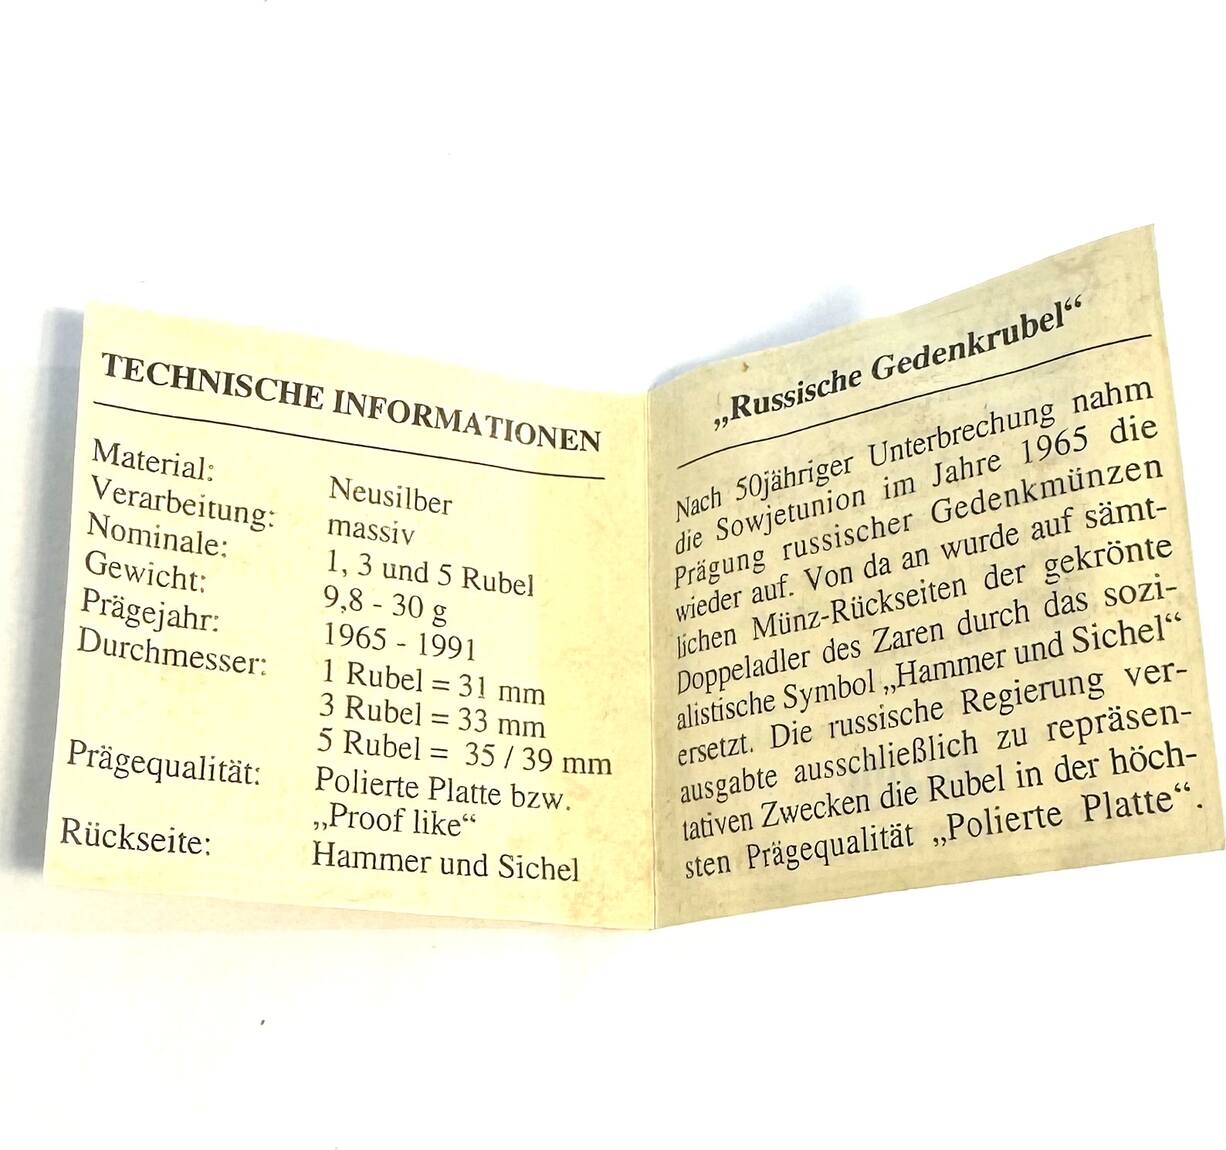 TECHNISCHE INFORMATIONEN
Material: Neusilber
Verarbeitung: massiv
Nominale: 1, 3 und 5 Rubel
Gewicht: 9,8 - 30 g
Prägejahr: 1965 - 1991
Durchmesser: 1 Rubel = 31 mm
3 Rubel = 33 mm
5 Rubel = 35 / 39 mm
Prägequalität: Polierte Platte bzw.
„Proof like“
Rückseite: Hammer und Sichel
„Russische Gedenkrubel“
Nach 50jähriger Unterbrechung nahm
die Sowjetunion im Jahre 1965 die
Prägung russischer Gedenkmünzen
wieder auf. Von da an wurde auf sämt-
lichen Münz-Rückseiten der gekrönte
Doppeladler des Zaren durch das sozi-
alistische Symbol „Hammer und Sichel“
ersetzt. Die russische Regierung ver-
ausgabte ausschließlich zu repräsen-
tativen Zwecken die Rubel in der höch-
sten Prägequalität „Polierte Platte“.